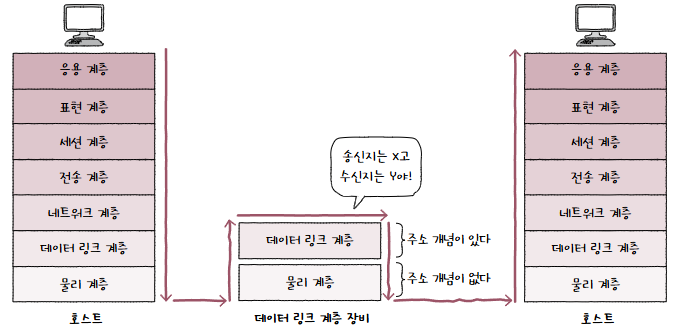 응용 계층
표현 계층
세션 계층
전송 계층
네트워크 계층
데이터 링크 계층
물리 계층
호스트
송신지는 X고
수신지는 Y야!
데이터 링크 계층
주소 개념이 있다
물리 계층
주소 개념이 없다
데이터 링크 계층 장비
응용 계층
표현 계층
세션 계층
전송 계층
네트워크 계층
데이터 링크 계층
물리 계층
호스트